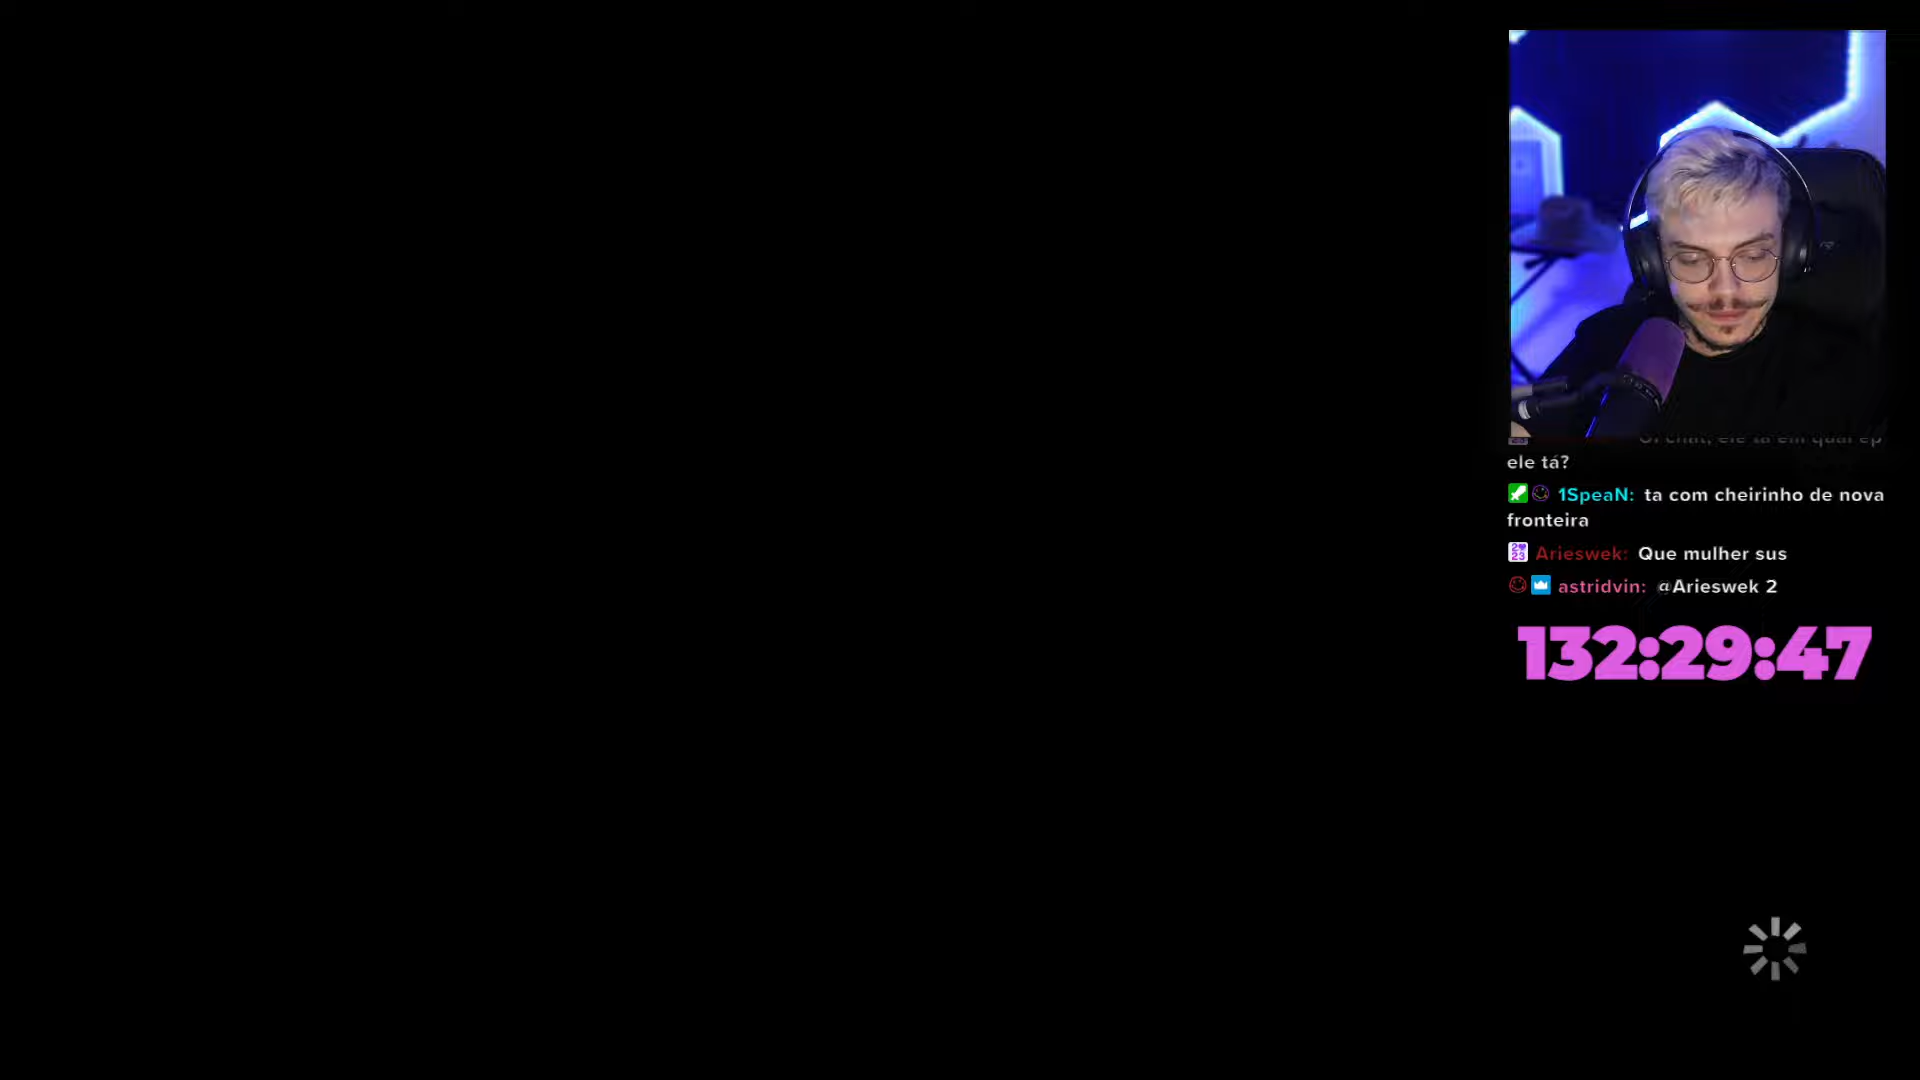 ele tá?
1SpeaN: ta com cheirinho de nova
fronteira
Arieswek: Que mulher sus
astridvin: @Arieswek 2
132:29:47